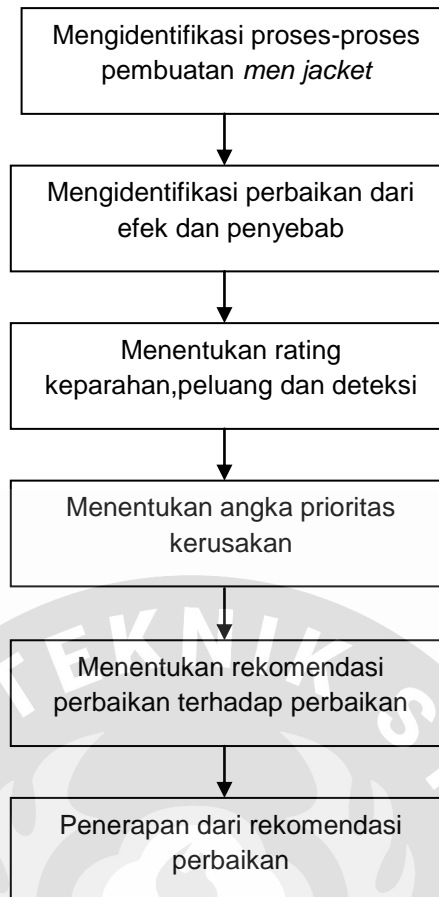 Mengidentifikasi proses-proses
pembuatan men jacket
Mengidentifikasi perbaikan dari
efek dan penyebab
Menentukan rating
keparahan,peluang dan deteksi
Menentukan angka prioritas
kerusakan
TEKNIK S
Menentukan rekomendasi
perbaikan terhadap perbaikan
Penerapan dari rekomendasi
perbaikan